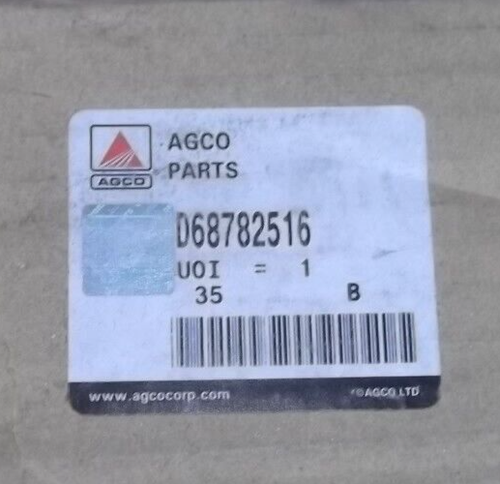 AGCO
PARTS
AGCO
D68782516
UOI = 1
35 B
www.agcocorp.com
©AGCO LTD